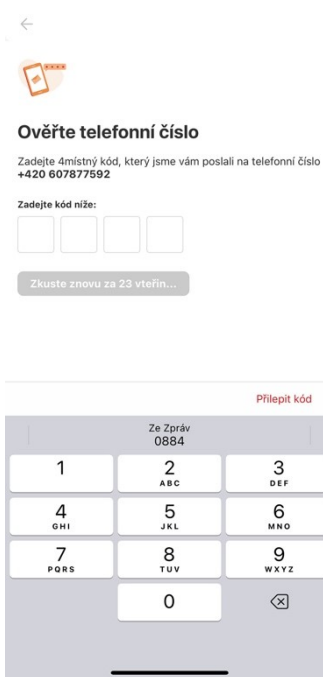 Ověřte telefonní číslo
Zadejte 4místný kód, který jsme vám poslali na telefonní číslo
+420 607877592
Zadejte kód níže:
Zkuste znovu za 23 vteřin...
Přilepit kód
Ze Zpráv
0884
1 2 3
ABC DEF
4 5 6
GHI JKL MNO
7 8 9
PQRS TUV WXYZ
0